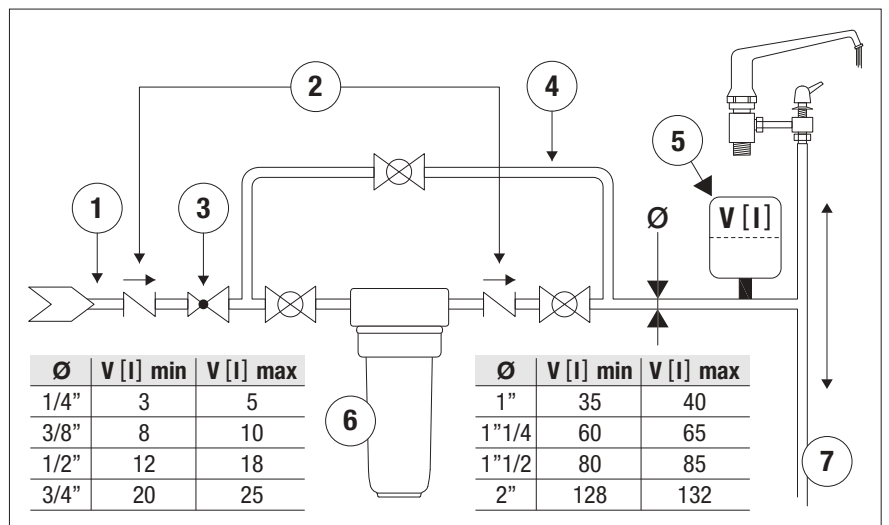 2
4
5
1
3
Ø
V [l]
Ø V [l] min V [l] max
1/4” 3 5
3/8” 8 10
1/2” 12 18
3/4” 20 25
6
Ø V [l] min V [l] max
1” 35 40
1”1/4 60 65
1”1/2 80 85
2” 128 132
7